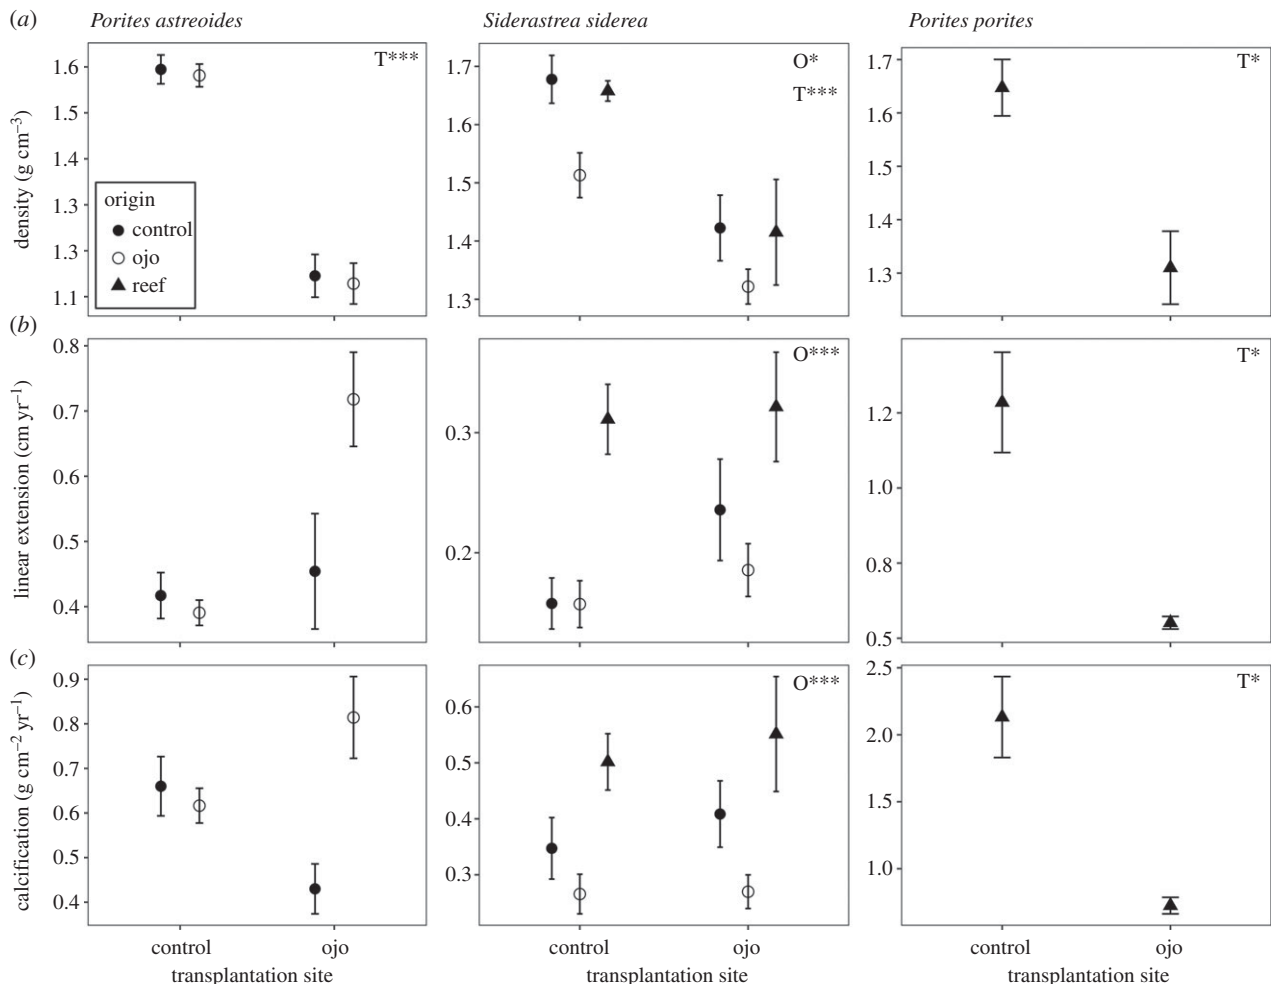 (a) Porites astreoides Siderastrea siderea Porites porites
density (g cm⁻³)
1.6
1.5
1.4
1.3
1.3
1.1
T***
origin
control
ojo
reef
1.7
1.6
1.5
1.4
1.3
O*
T***
1.7
1.6
1.4
1.3
T*
(b)
linear extension (cm yr⁻¹)
0.8
0.7
0.6
0.5
0.4
0.3
0.2
O***
1.2
1.0
0.8
0.5
T*
(c)
calcification (g cm⁻² yr⁻¹)
0.9
0.8
0.7
0.6
0.5
0.4
0.6
0.5
0.4
0.3
O***
2.5
2.0
1.5
1.0
T*
control ojo control ojo control ojo
transplantation site transplantation site transplantation site